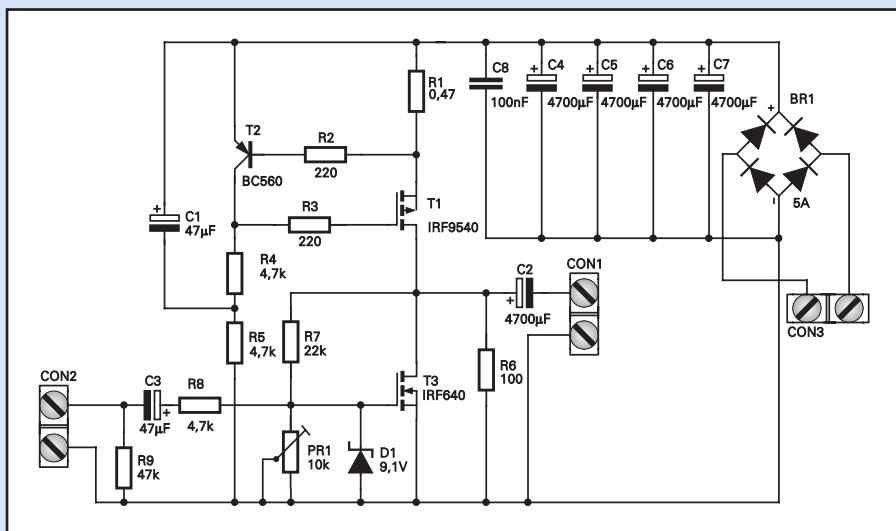 C8
100nF
+ C4
4700µF
+ C5
4700µF
+ C6
4700µF
+ C7
4700µF
BR1
+
-
5A
R1
0,47
T2
BC560
R2
220
T1
IRF9540
R3
220
+
C1
47µF
R4
4,7k
CON1
C2
+
4700µF
CON3
R5
4,7k
R7
22k
R6
100
T3
IRF640
CON2
C3
+
47µF
R8
4,7k
R9
47k
PR1
10k
D1
9,1V